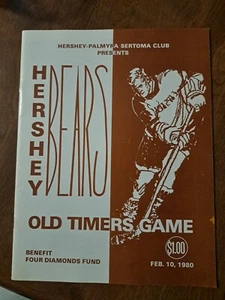 HERSHEY-PALMYRA SERTOMA CLUB
PRESENTS
HERSHEY
BEARS
OLD TIMERS GAME
$1.00
BENEFIT
FOUR DIAMONDS FUND
FEB. 10, 1980